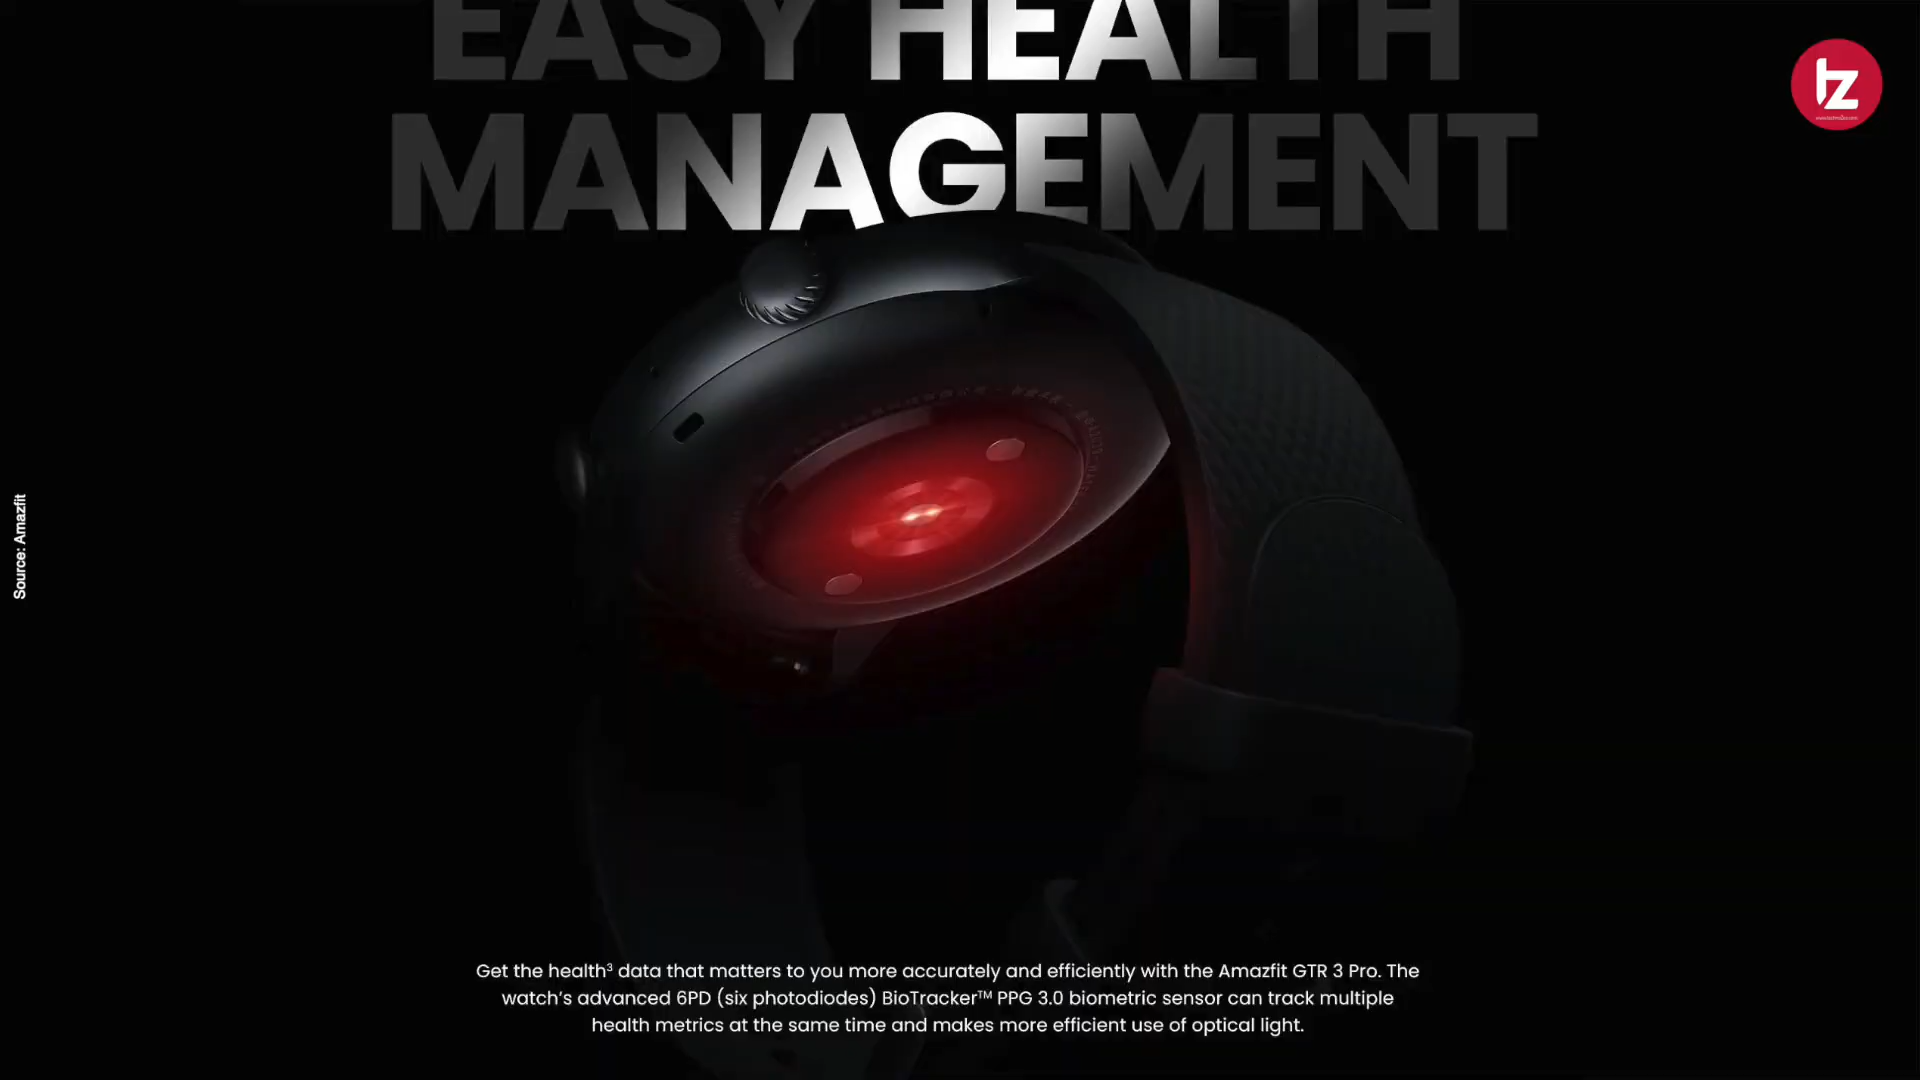 EASY HEALTH
MANAGEMENT
tz
Source: Amazfit
Get the health³ data that matters to you more accurately and efficiently with the Amazfit GTR 3 Pro. The
watch's advanced 6PD (six photodiodes) BioTracker™ PPG 3.0 biometric sensor can track multiple
health metrics at the same time and makes more efficient use of optical light.